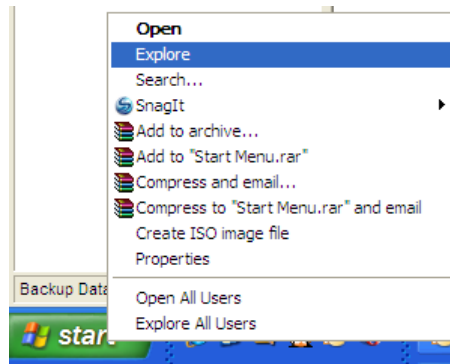 Open
Explore
Search...
SnagIt
Add to archive...
Add to "Start Menu.rar"
Compress and email...
Compress to "Start Menu.rar" and email
Create ISO image file
Properties
Open All Users
Explore All Users
Backup Data
start